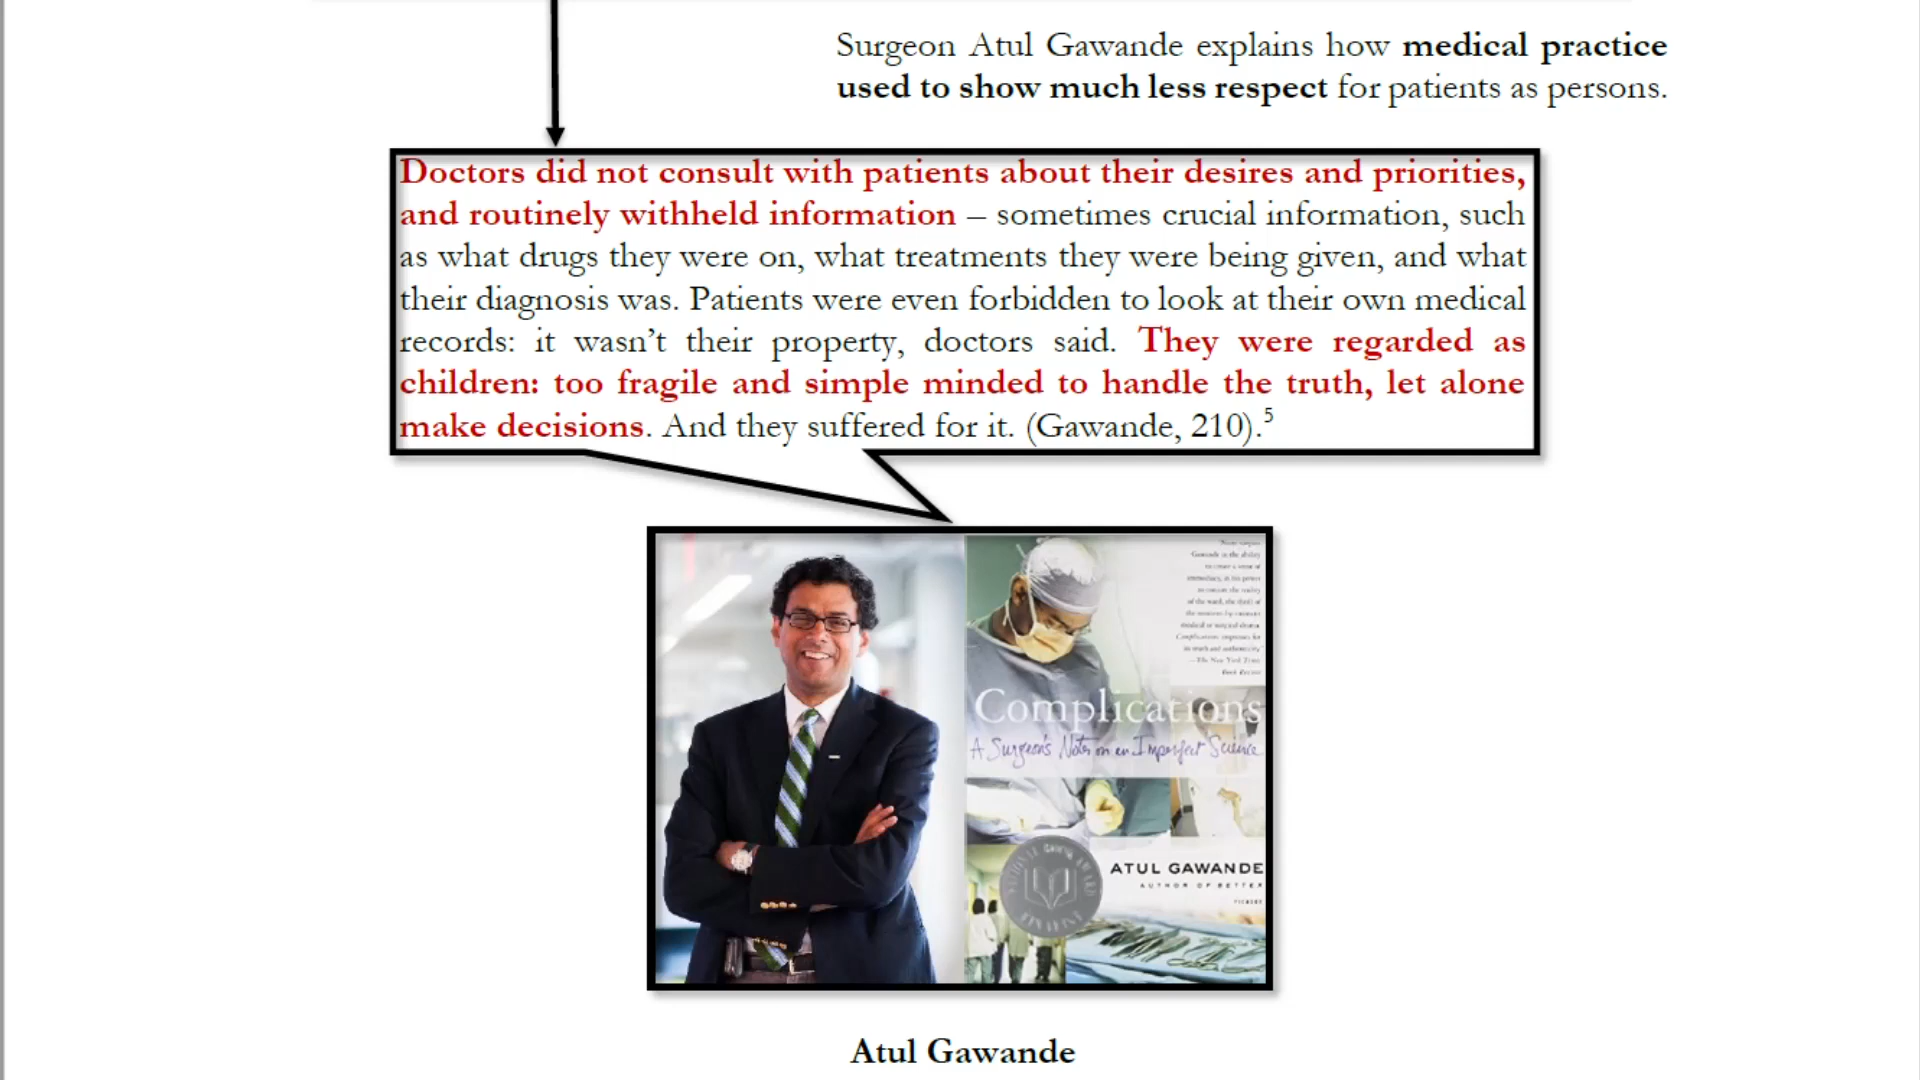 Surgeon Atul Gawande explains how medical practice
used to show much less respect for patients as persons.
Doctors did not consult with patients about their desires and priorities,
and routinely withheld information – sometimes crucial information, such
as what drugs they were on, what treatments they were being given, and what
their diagnosis was. Patients were even forbidden to look at their own medical
records: it wasn’t their property, doctors said. They were regarded as
children: too fragile and simple minded to handle the truth, let alone
make decisions. And they suffered for it. (Gawande, 210).⁵
Complications
A Surgeon's Notes on an Imperfect Science
ATUL GAWANDE
AUTHOR OF BETTER
PICADOR
Atul Gawande